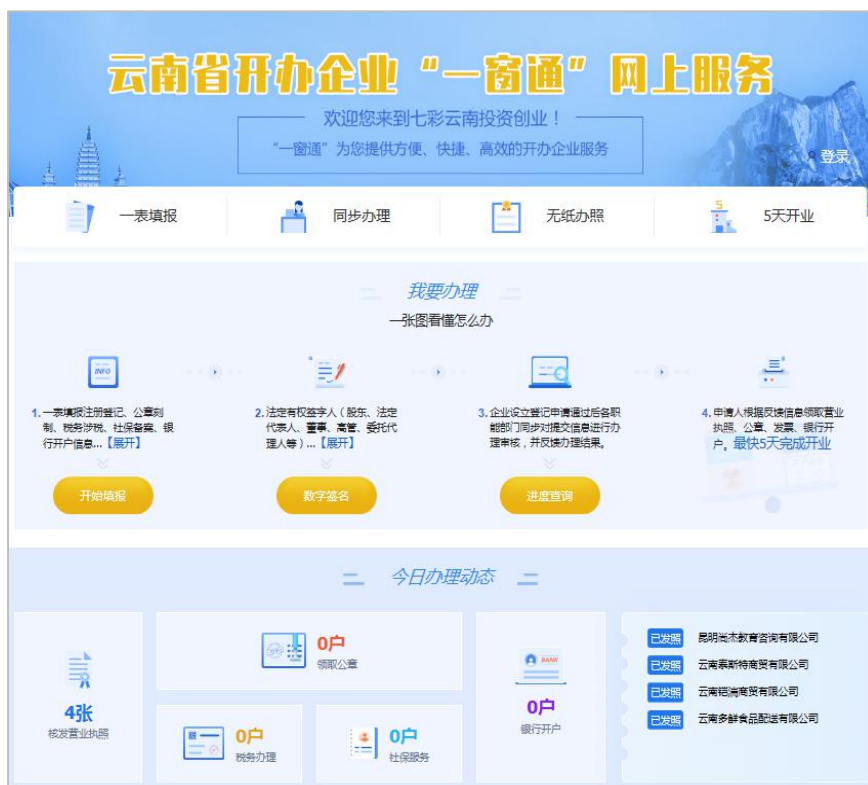 云南省开办企业“一窗通”网上服务
欢迎您来到七彩云南投资创业！
“一窗通”为您提供方便、快捷、高效的开办企业服务
登录
一表填报
同步办理
无纸办照
5天开业
我要办理
一张图看懂怎么办
1. 一表填报注册登记、公章刻
制、税务涉税、社保备案、银
行开户信息...【展开】
开始填报
2. 法定有权签字人（股东、法定
代表人、董事、高管、委托代
理人等）...【展开】
数字签名
3. 企业设立登记申请通过后各职
能部门同步对提交信息进行办
理审核，并反馈办理结果。
进度查询
4. 申请人根据反馈信息领取营业
执照、公章、发票、银行开
户。最快5天完成开业
今日办理动态
4张
核发营业执照
0户
领取公章
0户
税务办理
0户
社保服务
BANK
0户
银行开户
已发照 昆明尚杰教育咨询有限公司
已发照 云南泰斯特商贸有限公司
已发照 云南铠滴商贸有限公司
已发照 云南多鲜食品配送有限公司